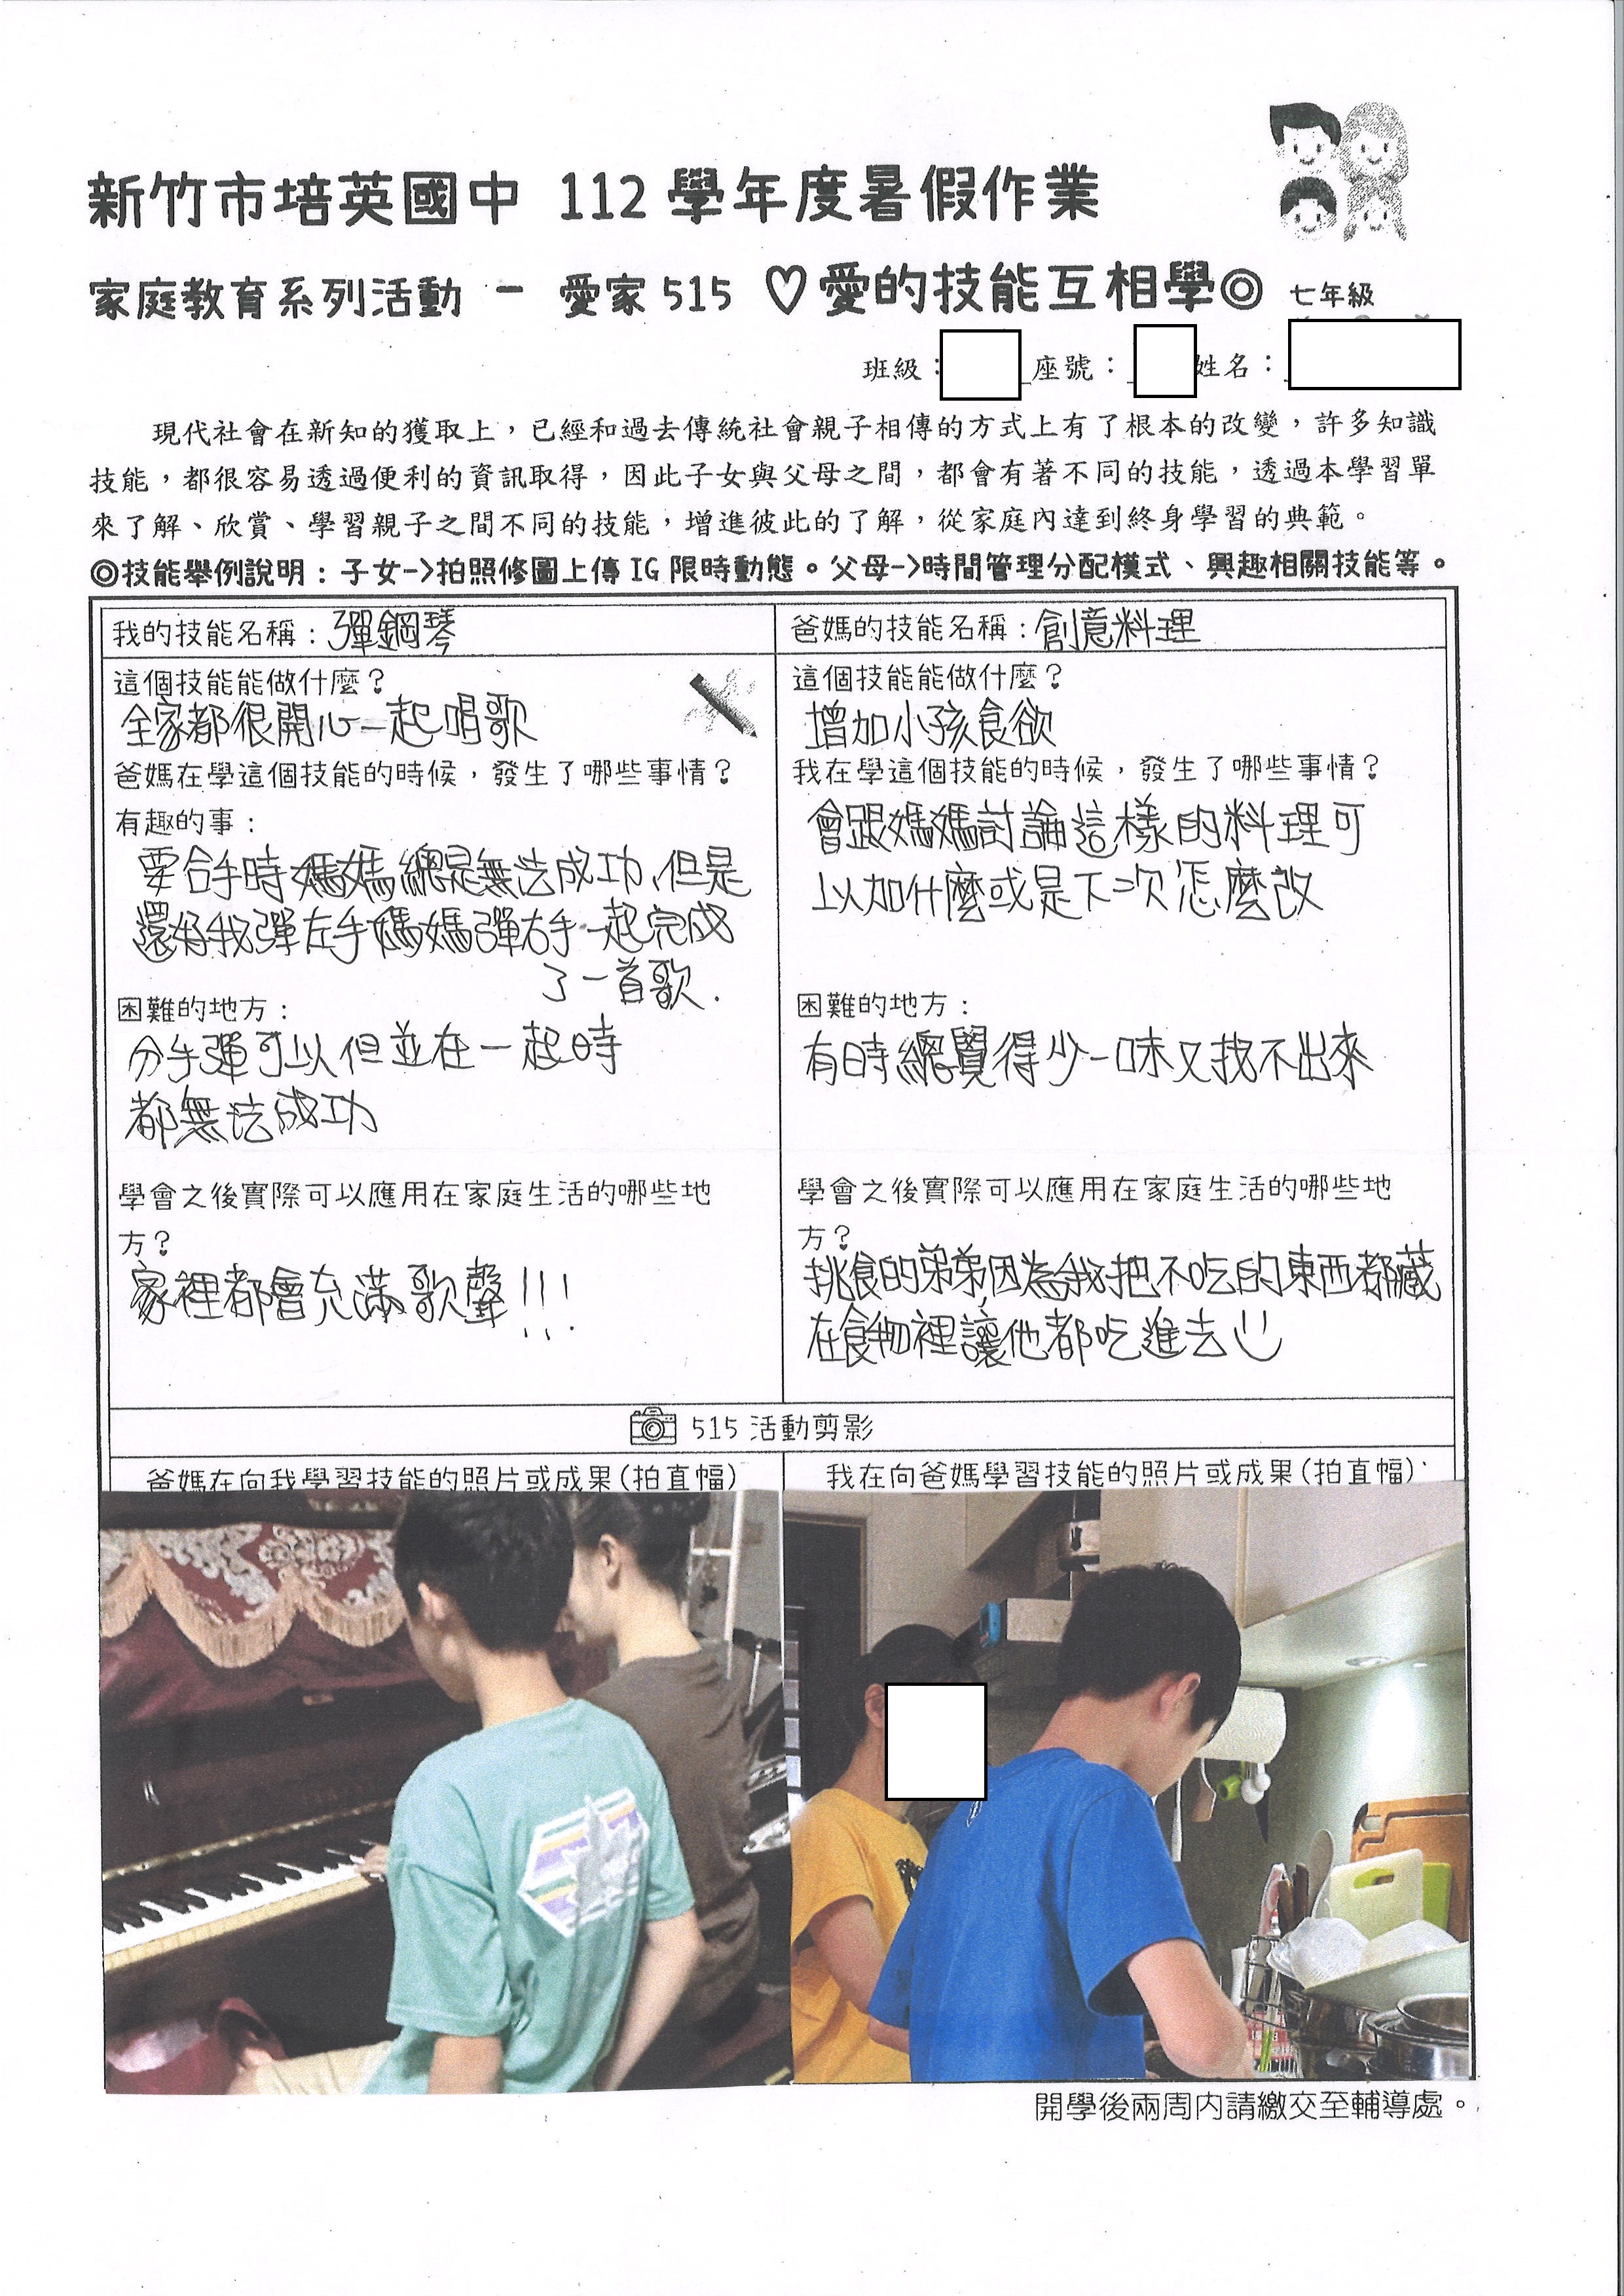 新竹市培英國中 112 學年度暑假作業
家庭教育系列活動 － 愛家 515 ♡愛的技能互相學◎ 七年級
班級： 座號： 姓名：
現代社會在新知的獲取上，已經和過去傳統社會親子相傳的方式上有了根本的改變，許多知識
技能，都很容易透過便利的資訊取得，因此子女與父母之間，都會有著不同的技能，透過本學習單
來了解、欣賞、學習親子之間不同的技能，增進彼此的了解，從家庭內達到終身學習的典範。
◎技能舉例說明：子女->拍照修圖上傳 IG 限時動態。父母->時間管理分配模式、興趣相關技能等。
我的技能名稱：彈鋼琴
這個技能能做什麼？
全家都很開心一起唱歌
爸媽在學這個技能的時候，發生了哪些事情？
有趣的事：
要合手時媽媽總是無法成功、但是
還好我彈左手媽媽彈右手一起完成
了一首歌.
困難的地方：
分手彈可以但並在一起時
都無法成功
學會之後實際可以應用在家庭生活的哪些地
方？
家裡都會充滿歌聲!!!
爸媽的技能名稱：創意料理
這個技能能做什麼？
增加小孩食欲
我在學這個技能的時候，發生了哪些事情？
會跟媽媽討論這樣的料理可
以加什麼或是下次怎麼改
困難的地方：
有時總覺得少一味又找不出來
學會之後實際可以應用在家庭生活的哪些地
方？
挑食的弟弟,因為我把不吃的東西都藏
在食物裡讓他都吃進去
515 活動剪影
爸媽在向我學習技能的照片或成果(拍直幅)
我在向爸媽學習技能的照片或成果(拍直幅)
開學後兩周內請繳交至輔導處。